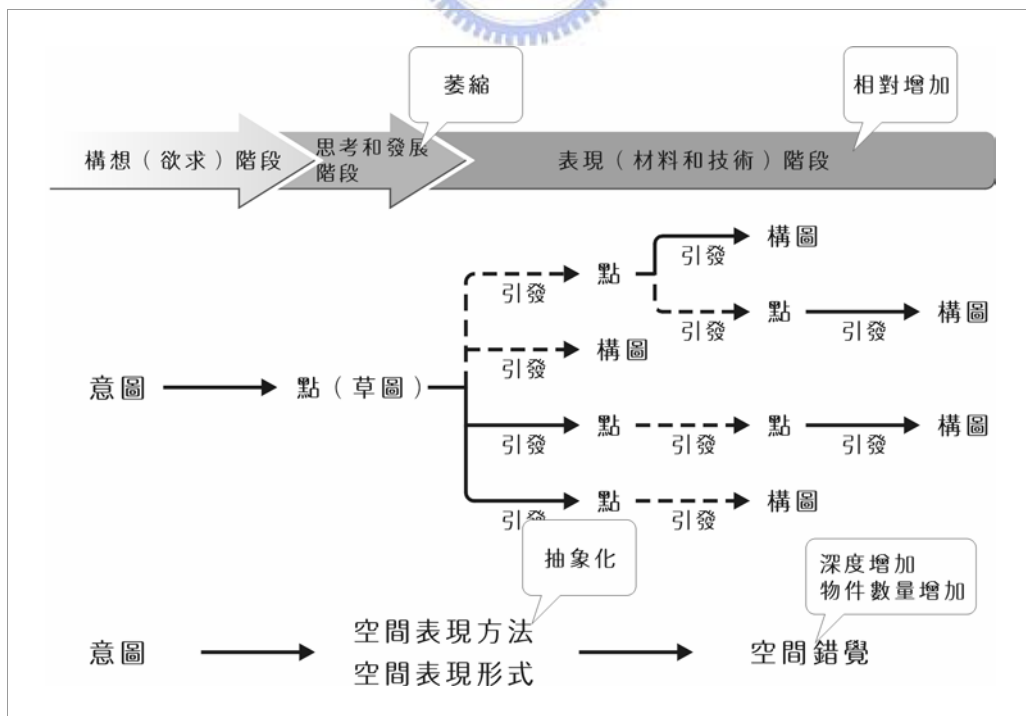 萎縮
相對增加
構想（欲求）階段
思考和發展
階段
表現（材料和技術）階段
構圖
引發
點
引發
引發
點
引發
構圖
構圖
引發
意圖
點（草圖）
點
引發
點
引發
構圖
引發
點
引發
構圖
引發
抽象化
深度增加
物件數量增加
意圖
空間表現方法
空間表現形式
空間錯覺